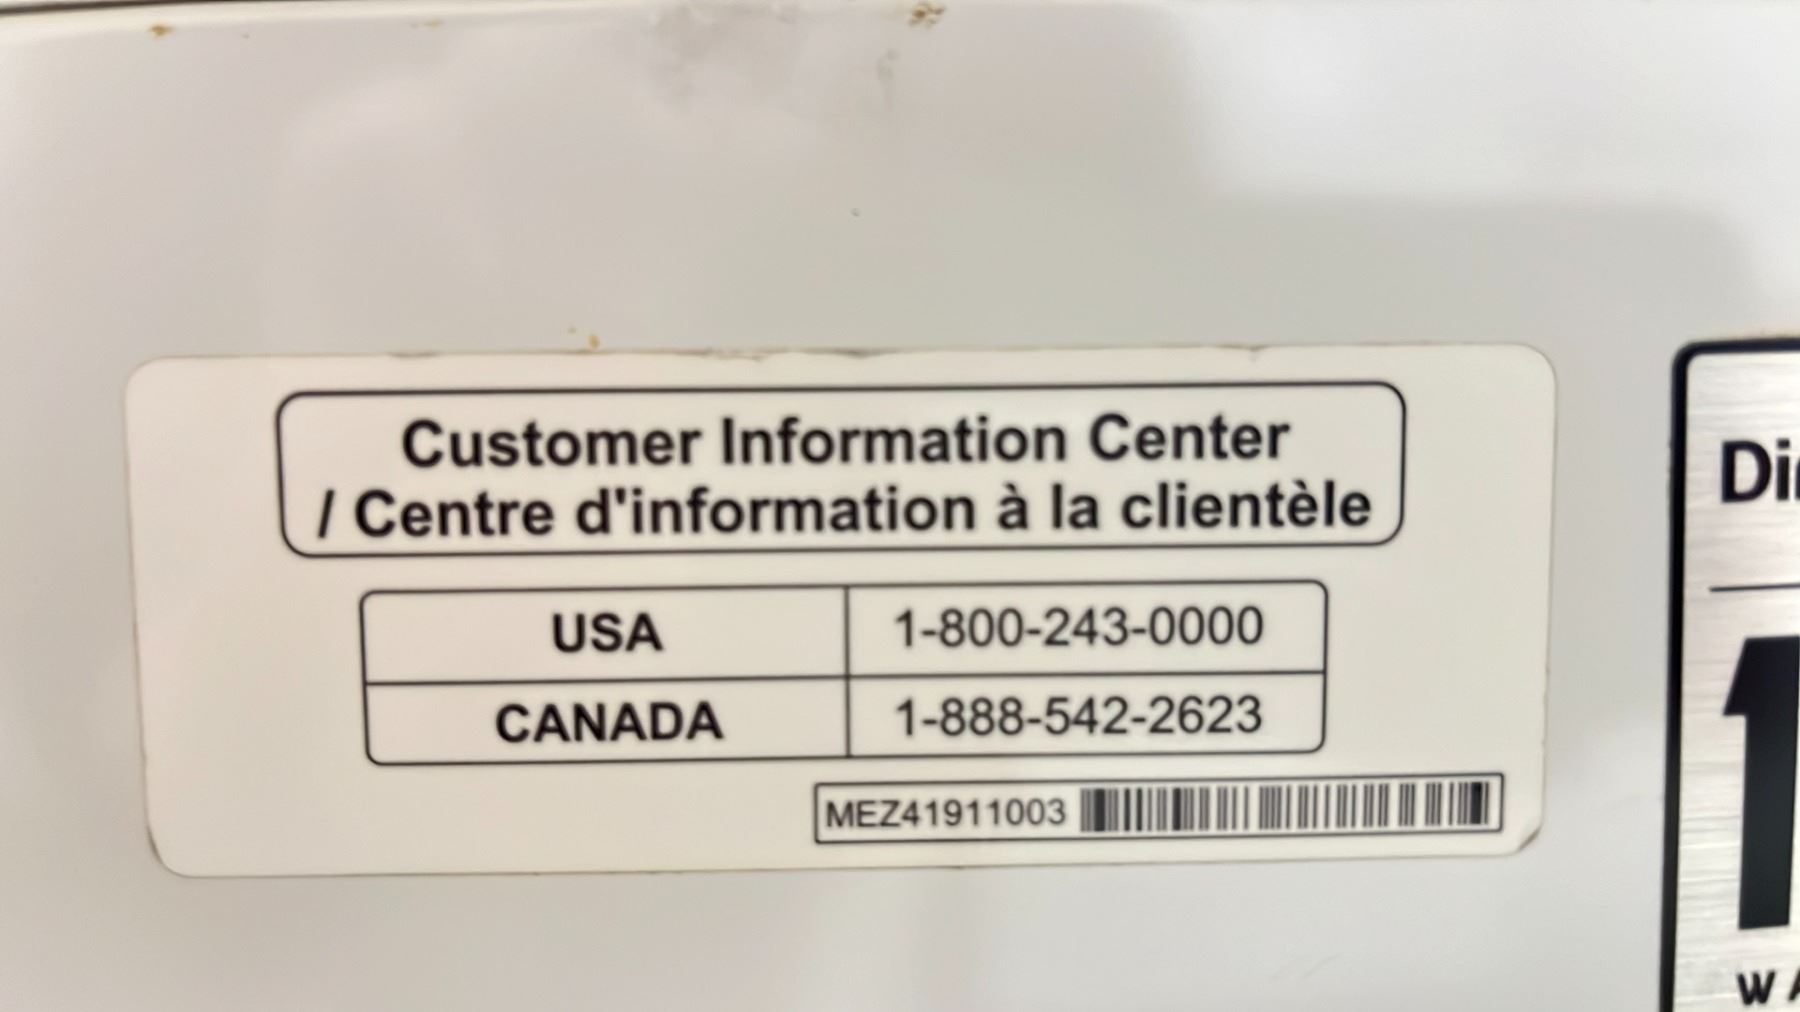 Customer Information Center
/ Centre d'information à la clientèle
USA 1-800-243-0000
CANADA 1-888-542-2623
MEZ41911003